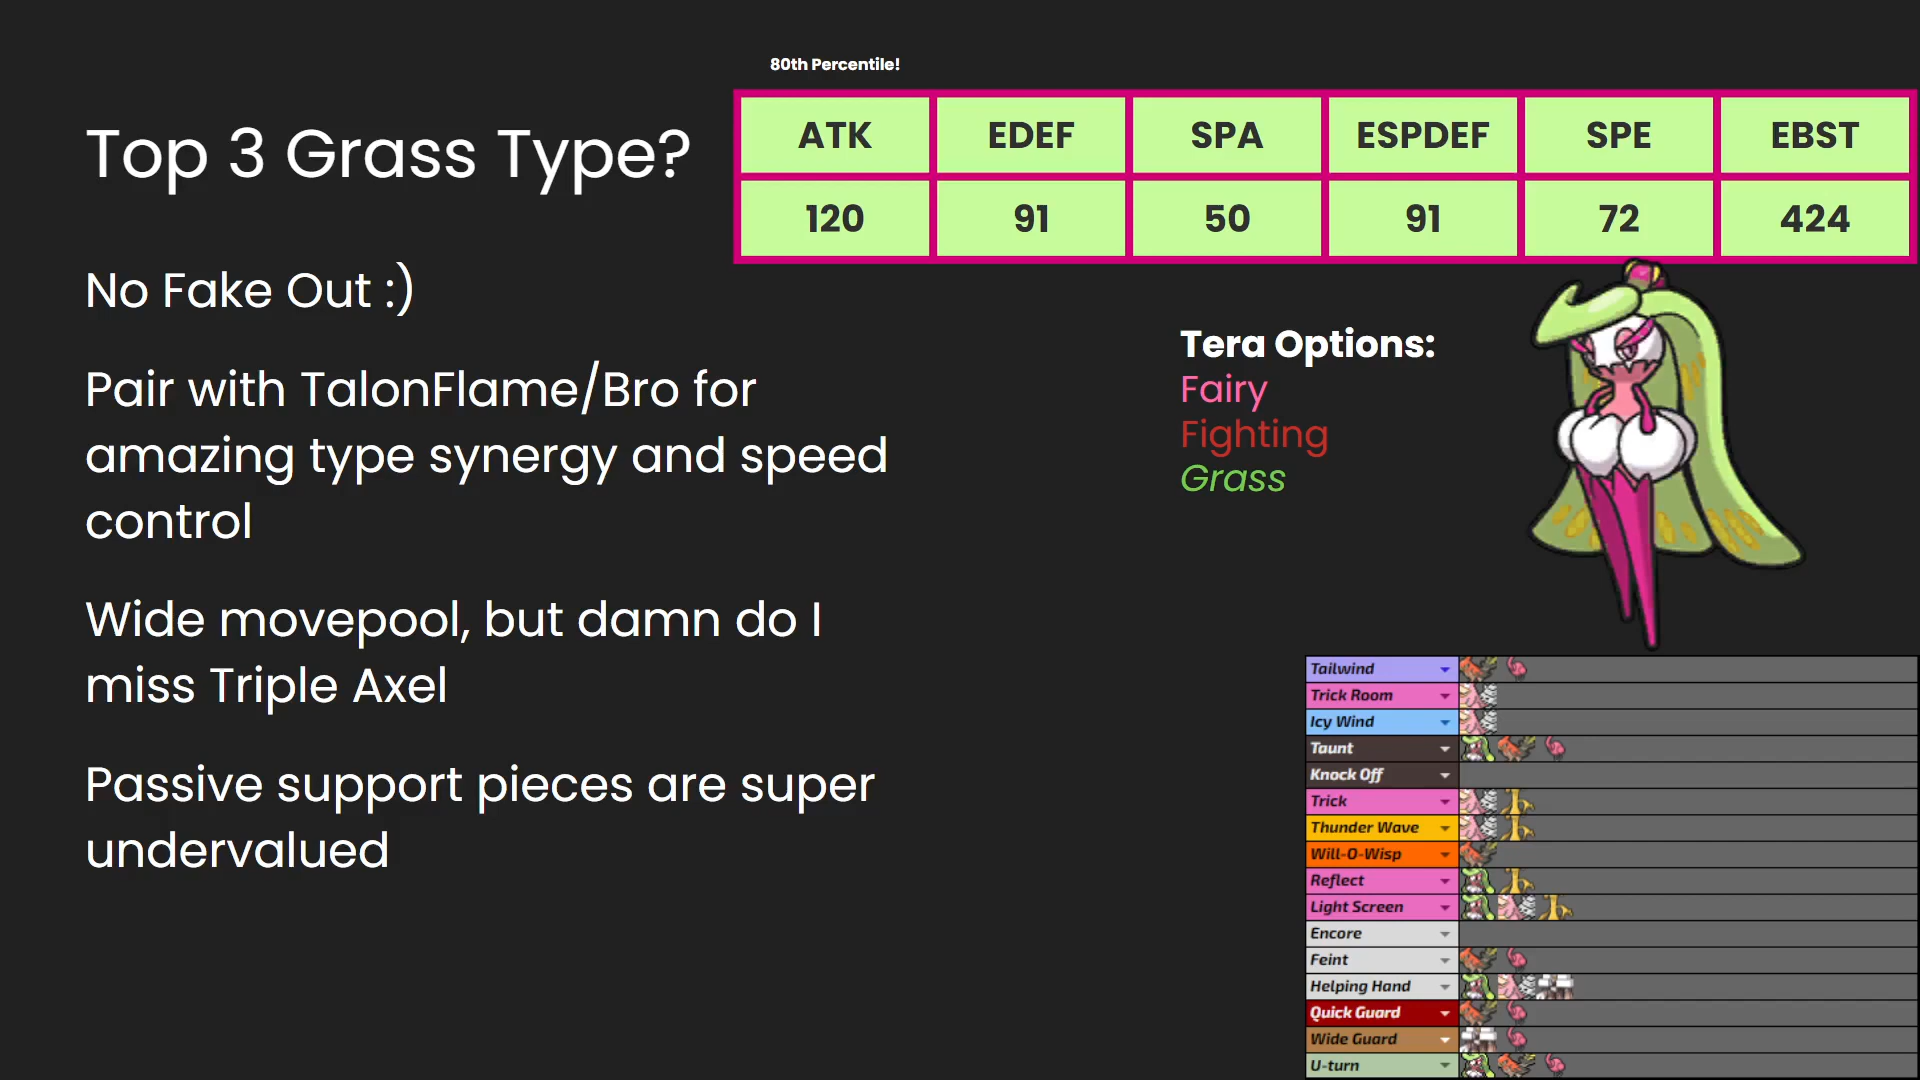 80th Percentile!
Top 3 Grass Type?
ATK EDEF SPA ESPDEF SPE EBST
120 91 50 91 72 424
No Fake Out :)
Pair with TalonFlame/Bro for
amazing type synergy and speed
control
Wide movepool, but damn do I
miss Triple Axel
Passive support pieces are super
undervalued
Tera Options:
Fairy
Fighting
Grass
Tailwind
Trick Room
Icy Wind
Taunt
Knock Off
Trick
Thunder Wave
Will-O-Wisp
Reflect
Light Screen
Encore
Feint
Helping Hand
Quick Guard
Wide Guard
U-turn